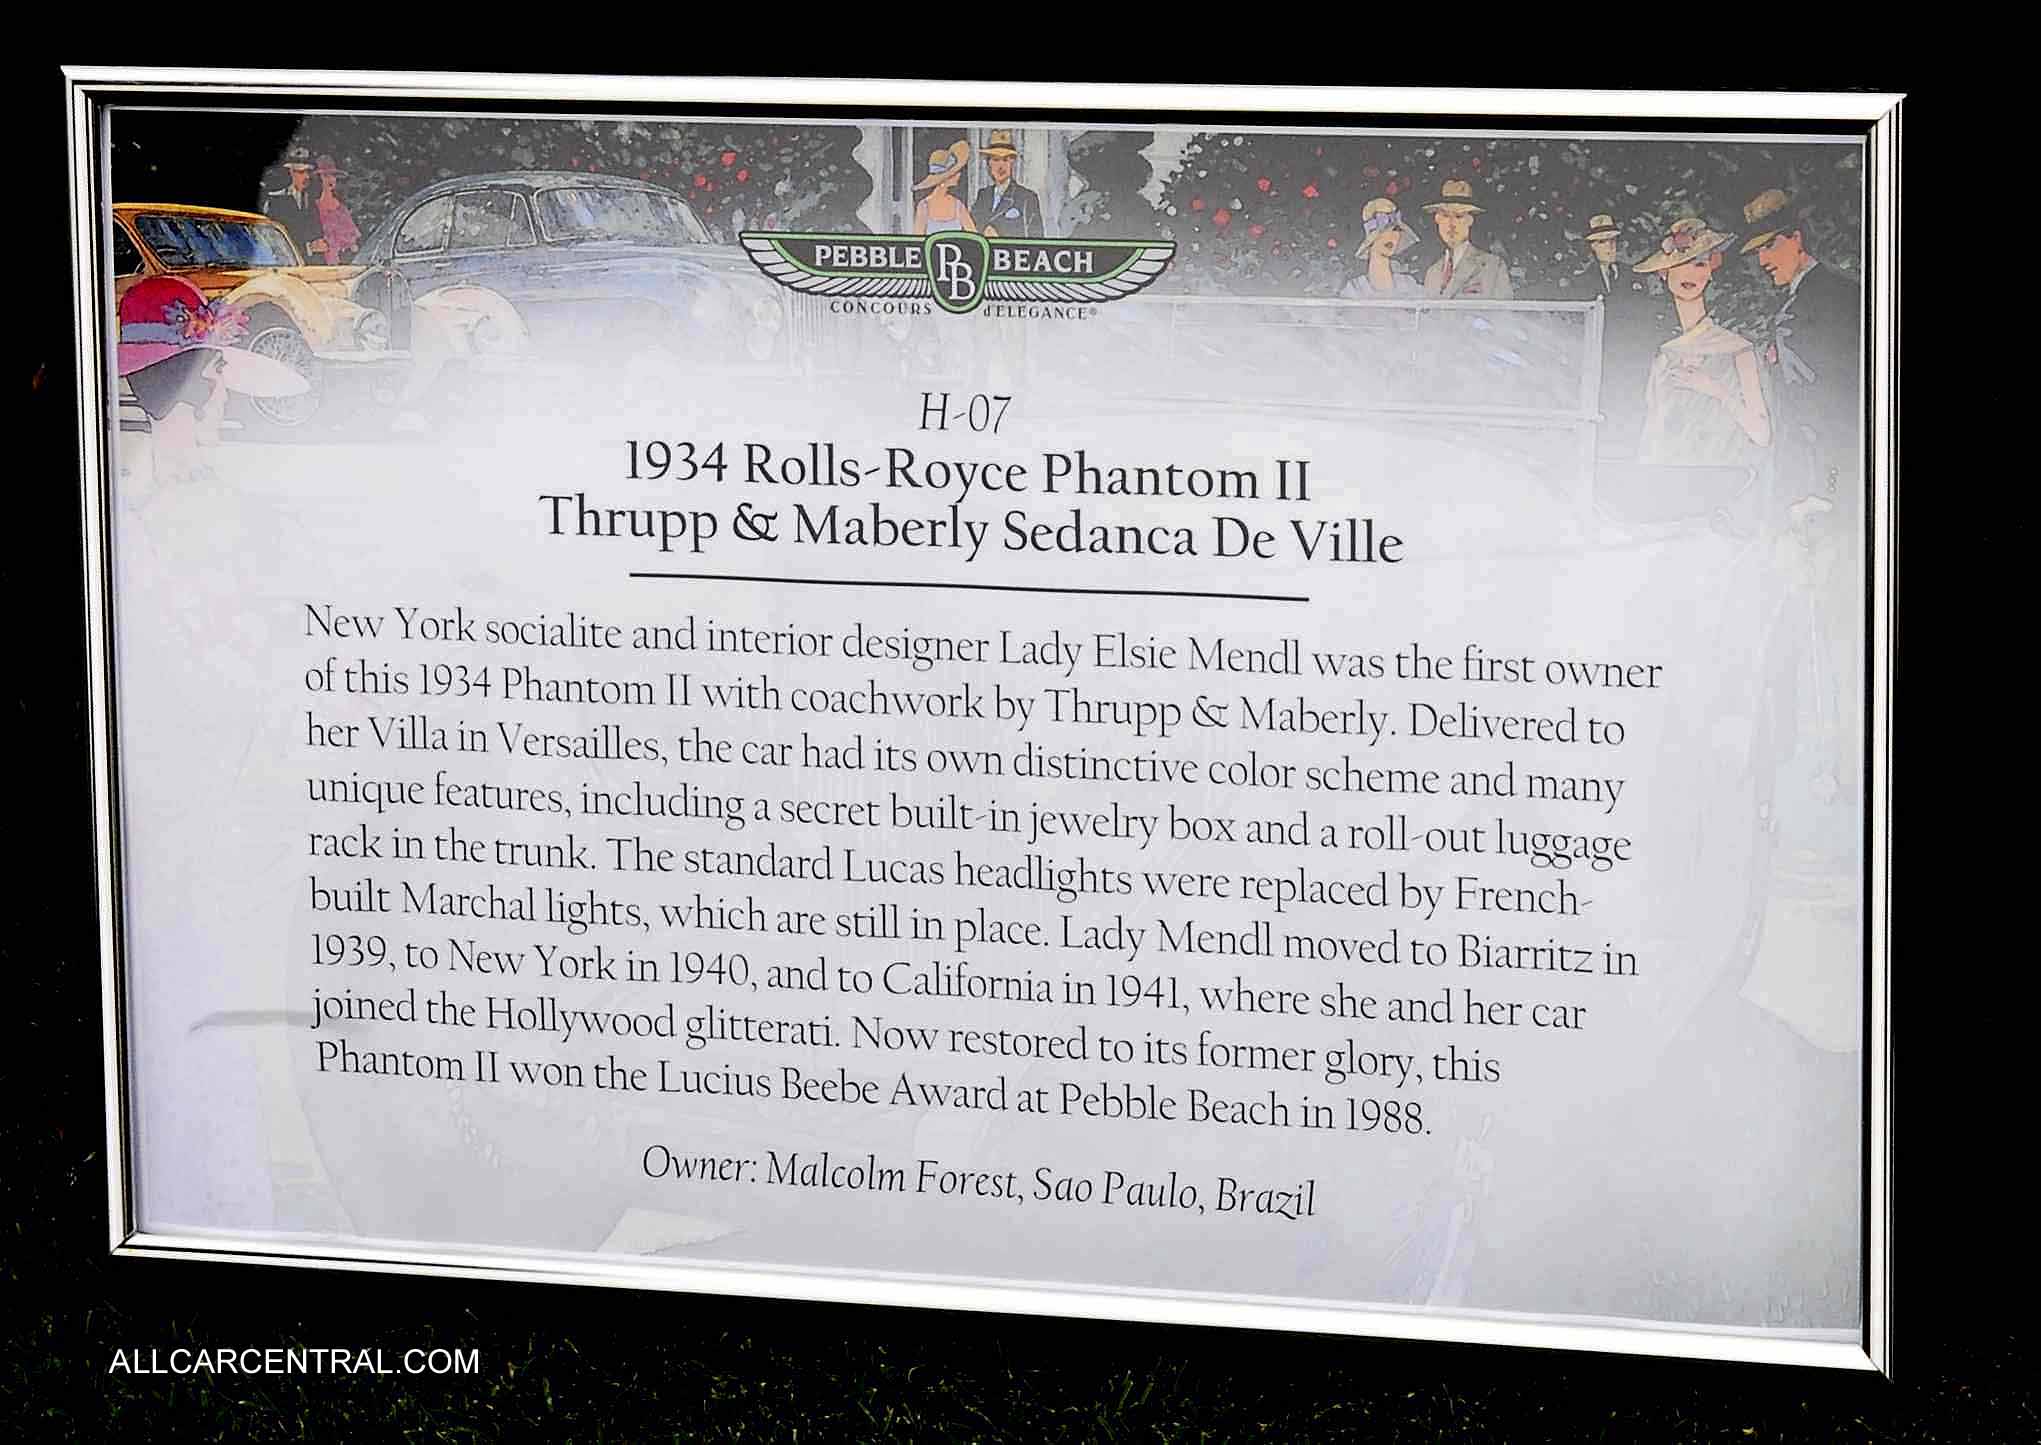 PEBBLE PB BEACH
CONCOURS d'ELEGANCE®
H-07
1934 Rolls-Royce Phantom II
Thrupp & Maberly Sedanca De Ville
New York socialite and interior designer Lady Elsie Mendl was the first owner
of this 1934 Phantom II with coachwork by Thrupp & Maberly. Delivered to
her Villa in Versailles, the car had its own distinctive color scheme and many
unique features, including a secret built-in jewelry box and a roll-out luggage
rack in the trunk. The standard Lucas headlights were replaced by French-
built Marchal lights, which are still in place. Lady Mendl moved to Biarritz in
1939, to New York in 1940, and to California in 1941, where she and her car
joined the Hollywood glitterati. Now restored to its former glory, this
Phantom II won the Lucius Beebe Award at Pebble Beach in 1988.
Owner: Malcolm Forest, Sao Paulo, Brazil
ALLCARCENTRAL.COM